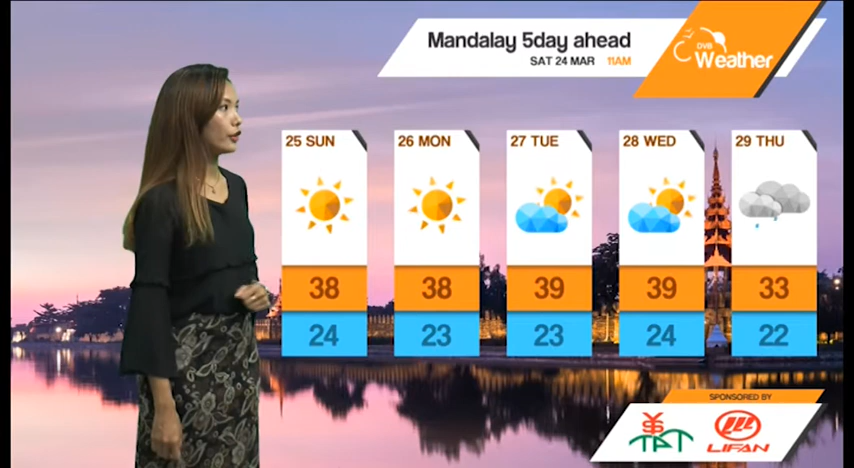 Mandalay 5day ahead
SAT 24 MAR 11AM
DVB
Weather
25 SUN
26 MON
27 TUE
28 WED
29 THU
38
38
39
39
33
24
23
23
24
22
SPONSORED BY
TPT
LIFAN